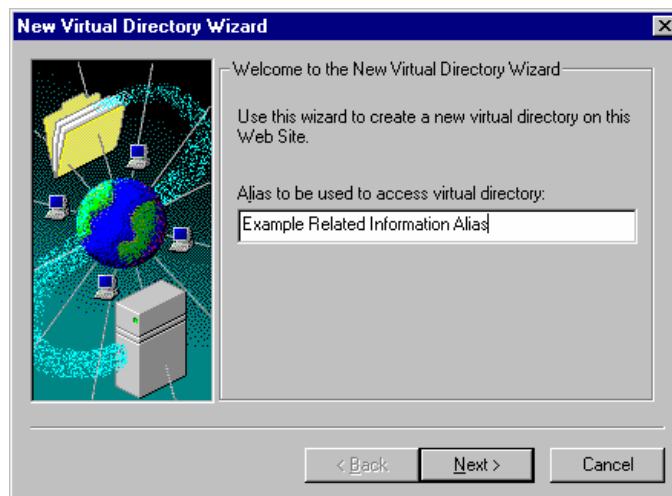 New Virtual Directory Wizard
Welcome to the New Virtual Directory Wizard
Use this wizard to create a new virtual directory on this
Web Site.
Alias to be used to access virtual directory:
Example Related Information Alias
< Back
Next >
Cancel